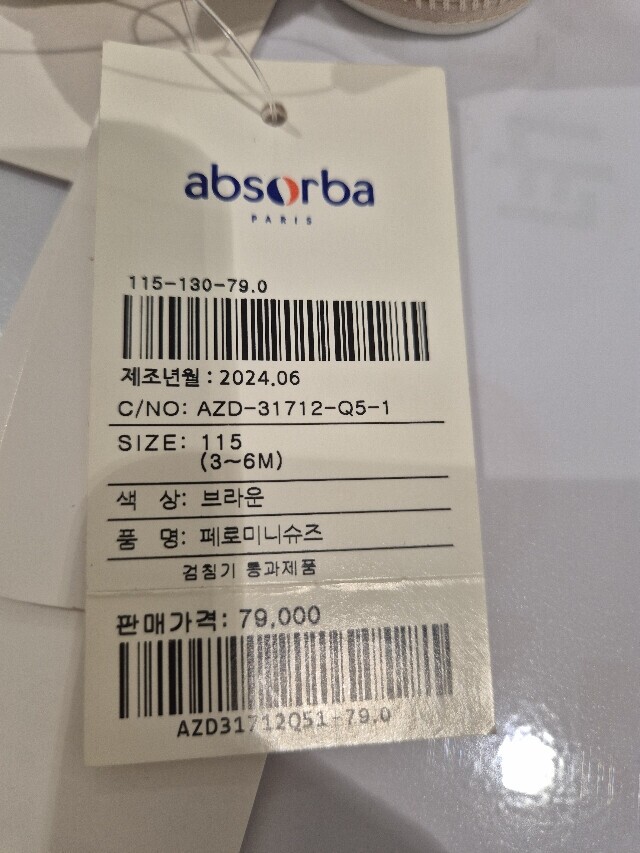 absorba
PARIS
115-130-79.0
제조년월 : 2024.06
C/NO: AZD-31712-Q5-1
SIZE: 115
(3~6M)
색 상: 브라운
품 명: 페로미니슈즈
검침기 통과제품
판매가격: 79,000
AZD31712Q51-79.0